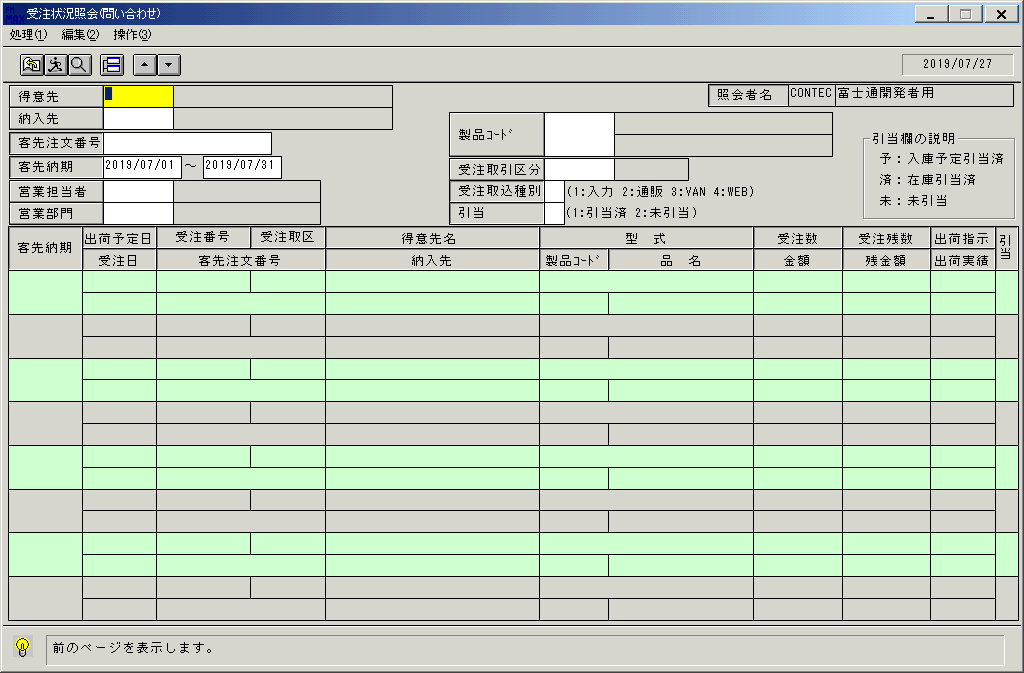 受注状況照会(問い合わせ)
処理(1) 編集(2) 操作(3)
2019/07/27
得意先
照会者名 CONTEC 富士通開発者用
納入先
客先注文番号
製品ｺｰﾄﾞ
引当欄の説明
予：入庫予定引当済
済：在庫引当済
未：未引当
客先納期 2019/07/01 ～ 2019/07/31
受注取引区分
営業担当者
受注取込種別 (1:入力 2:通販 3:VAN 4:WEB)
営業部門
引当 (1:引当済 2:未引当)
客先納期 出荷予定日 受注番号 受注取区 得意先名 型 式 受注数 受注残数 出荷指示 引当
受注日 客先注文番号 納入先 製品ｺｰﾄﾞ 品 名 金額 残金額 出荷実績
前のページを表示します。